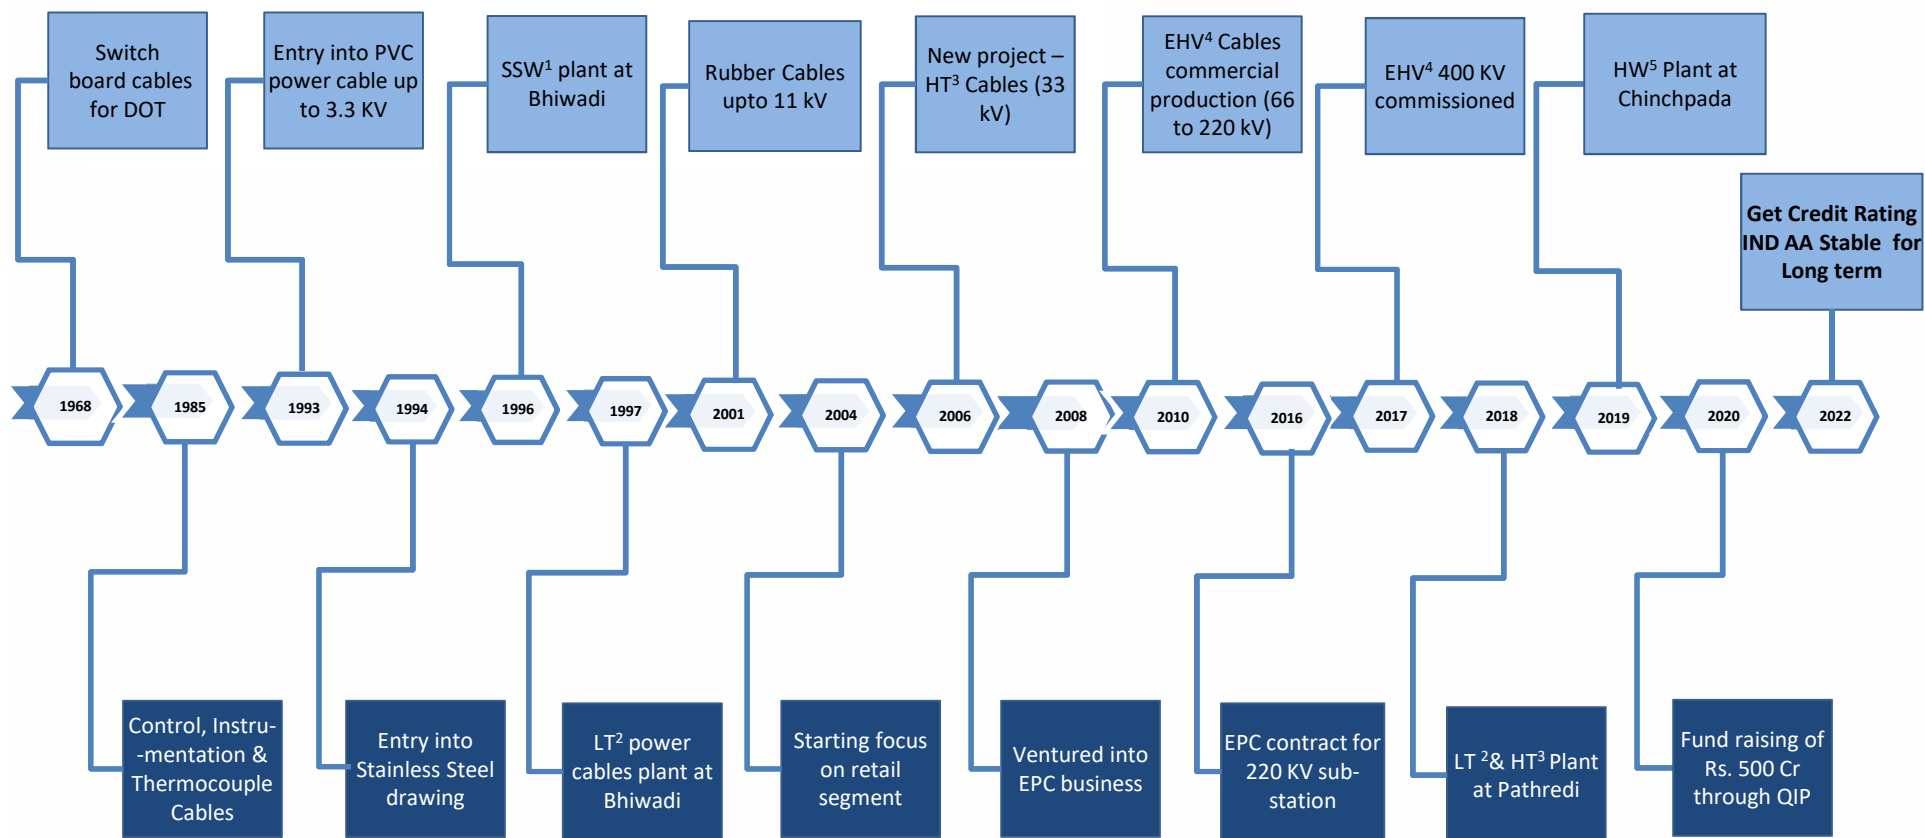 Switch
board cables
for DOT
Entry into PVC
power cable up
to 3.3 KV
SSW¹ plant at
Bhiwadi
Rubber Cables
upto 11 kV
New project –
HT³ Cables (33
kV)
EHV⁴ Cables
commercial
production (66
to 220 kV)
EHV⁴ 400 KV
commissioned
HW⁵ Plant at
Chinchpada
Get Credit Rating
IND AA Stable for
Long term
1968
1985
1993
1994
1996
1997
2001
2004
2006
2008
2010
2016
2017
2018
2019
2020
2022
Control, Instru-
-mentation &
Thermocouple
Cables
Entry into
Stainless Steel
drawing
LT² power
cables plant at
Bhiwadi
Starting focus
on retail
segment
Ventured into
EPC business
EPC contract for
220 KV sub-
station
LT ²& HT³ Plant
at Pathredi
Fund raising of
Rs. 500 Cr
through QIP